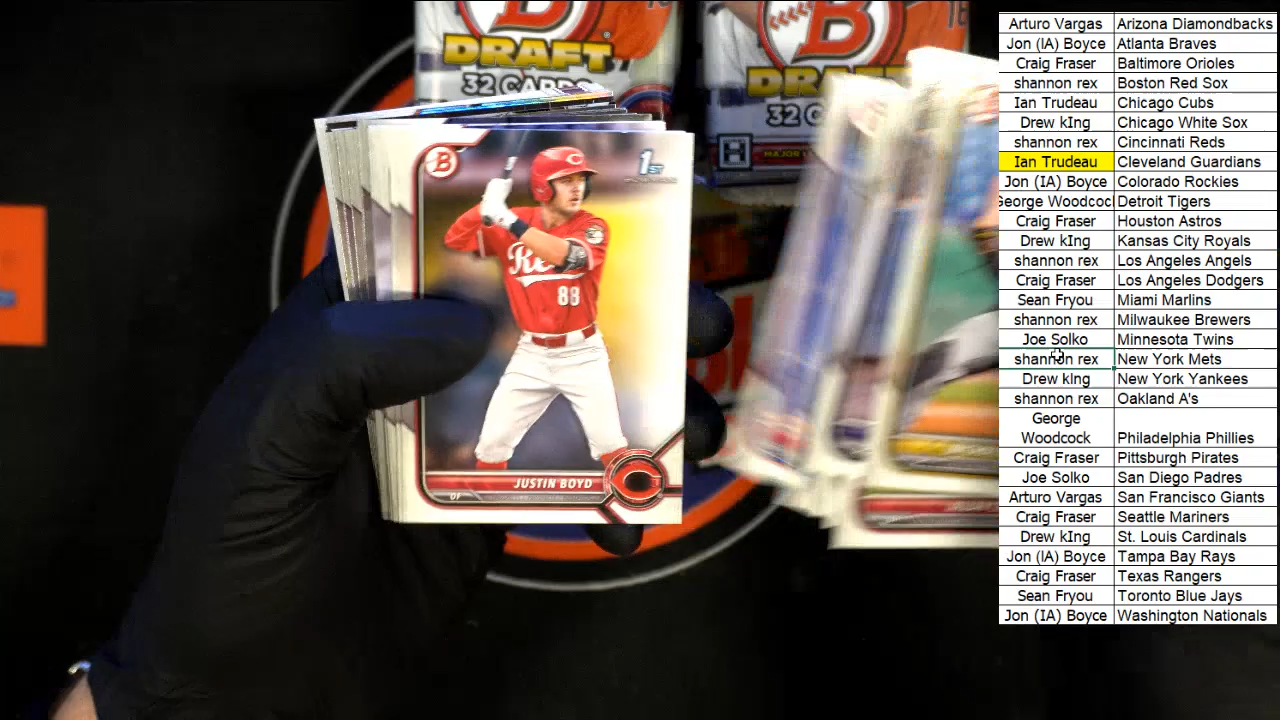 B
DRAFT
32 CARDS
B
DRAFT
32 C
H
B
1ST
Re
88
JUSTIN BOYD
OF
C
Arturo Vargas Arizona Diamondbacks
Jon (IA) Boyce Atlanta Braves
Craig Fraser Baltimore Orioles
shannon rex Boston Red Sox
Ian Trudeau Chicago Cubs
Drew kIng Chicago White Sox
shannon rex Cincinnati Reds
Ian Trudeau Cleveland Guardians
Jon (IA) Boyce Colorado Rockies
George Woodcoc Detroit Tigers
Craig Fraser Houston Astros
Drew kIng Kansas City Royals
shannon rex Los Angeles Angels
Craig Fraser Los Angeles Dodgers
Sean Fryou Miami Marlins
shannon rex Milwaukee Brewers
Joe Solko Minnesota Twins
shannon rex New York Mets
Drew kIng New York Yankees
shannon rex Oakland A's
George
Woodcock Philadelphia Phillies
Craig Fraser Pittsburgh Pirates
Joe Solko San Diego Padres
Arturo Vargas San Francisco Giants
Craig Fraser Seattle Mariners
Drew kIng St. Louis Cardinals
Jon (IA) Boyce Tampa Bay Rays
Craig Fraser Texas Rangers
Sean Fryou Toronto Blue Jays
Jon (IA) Boyce Washington Nationals